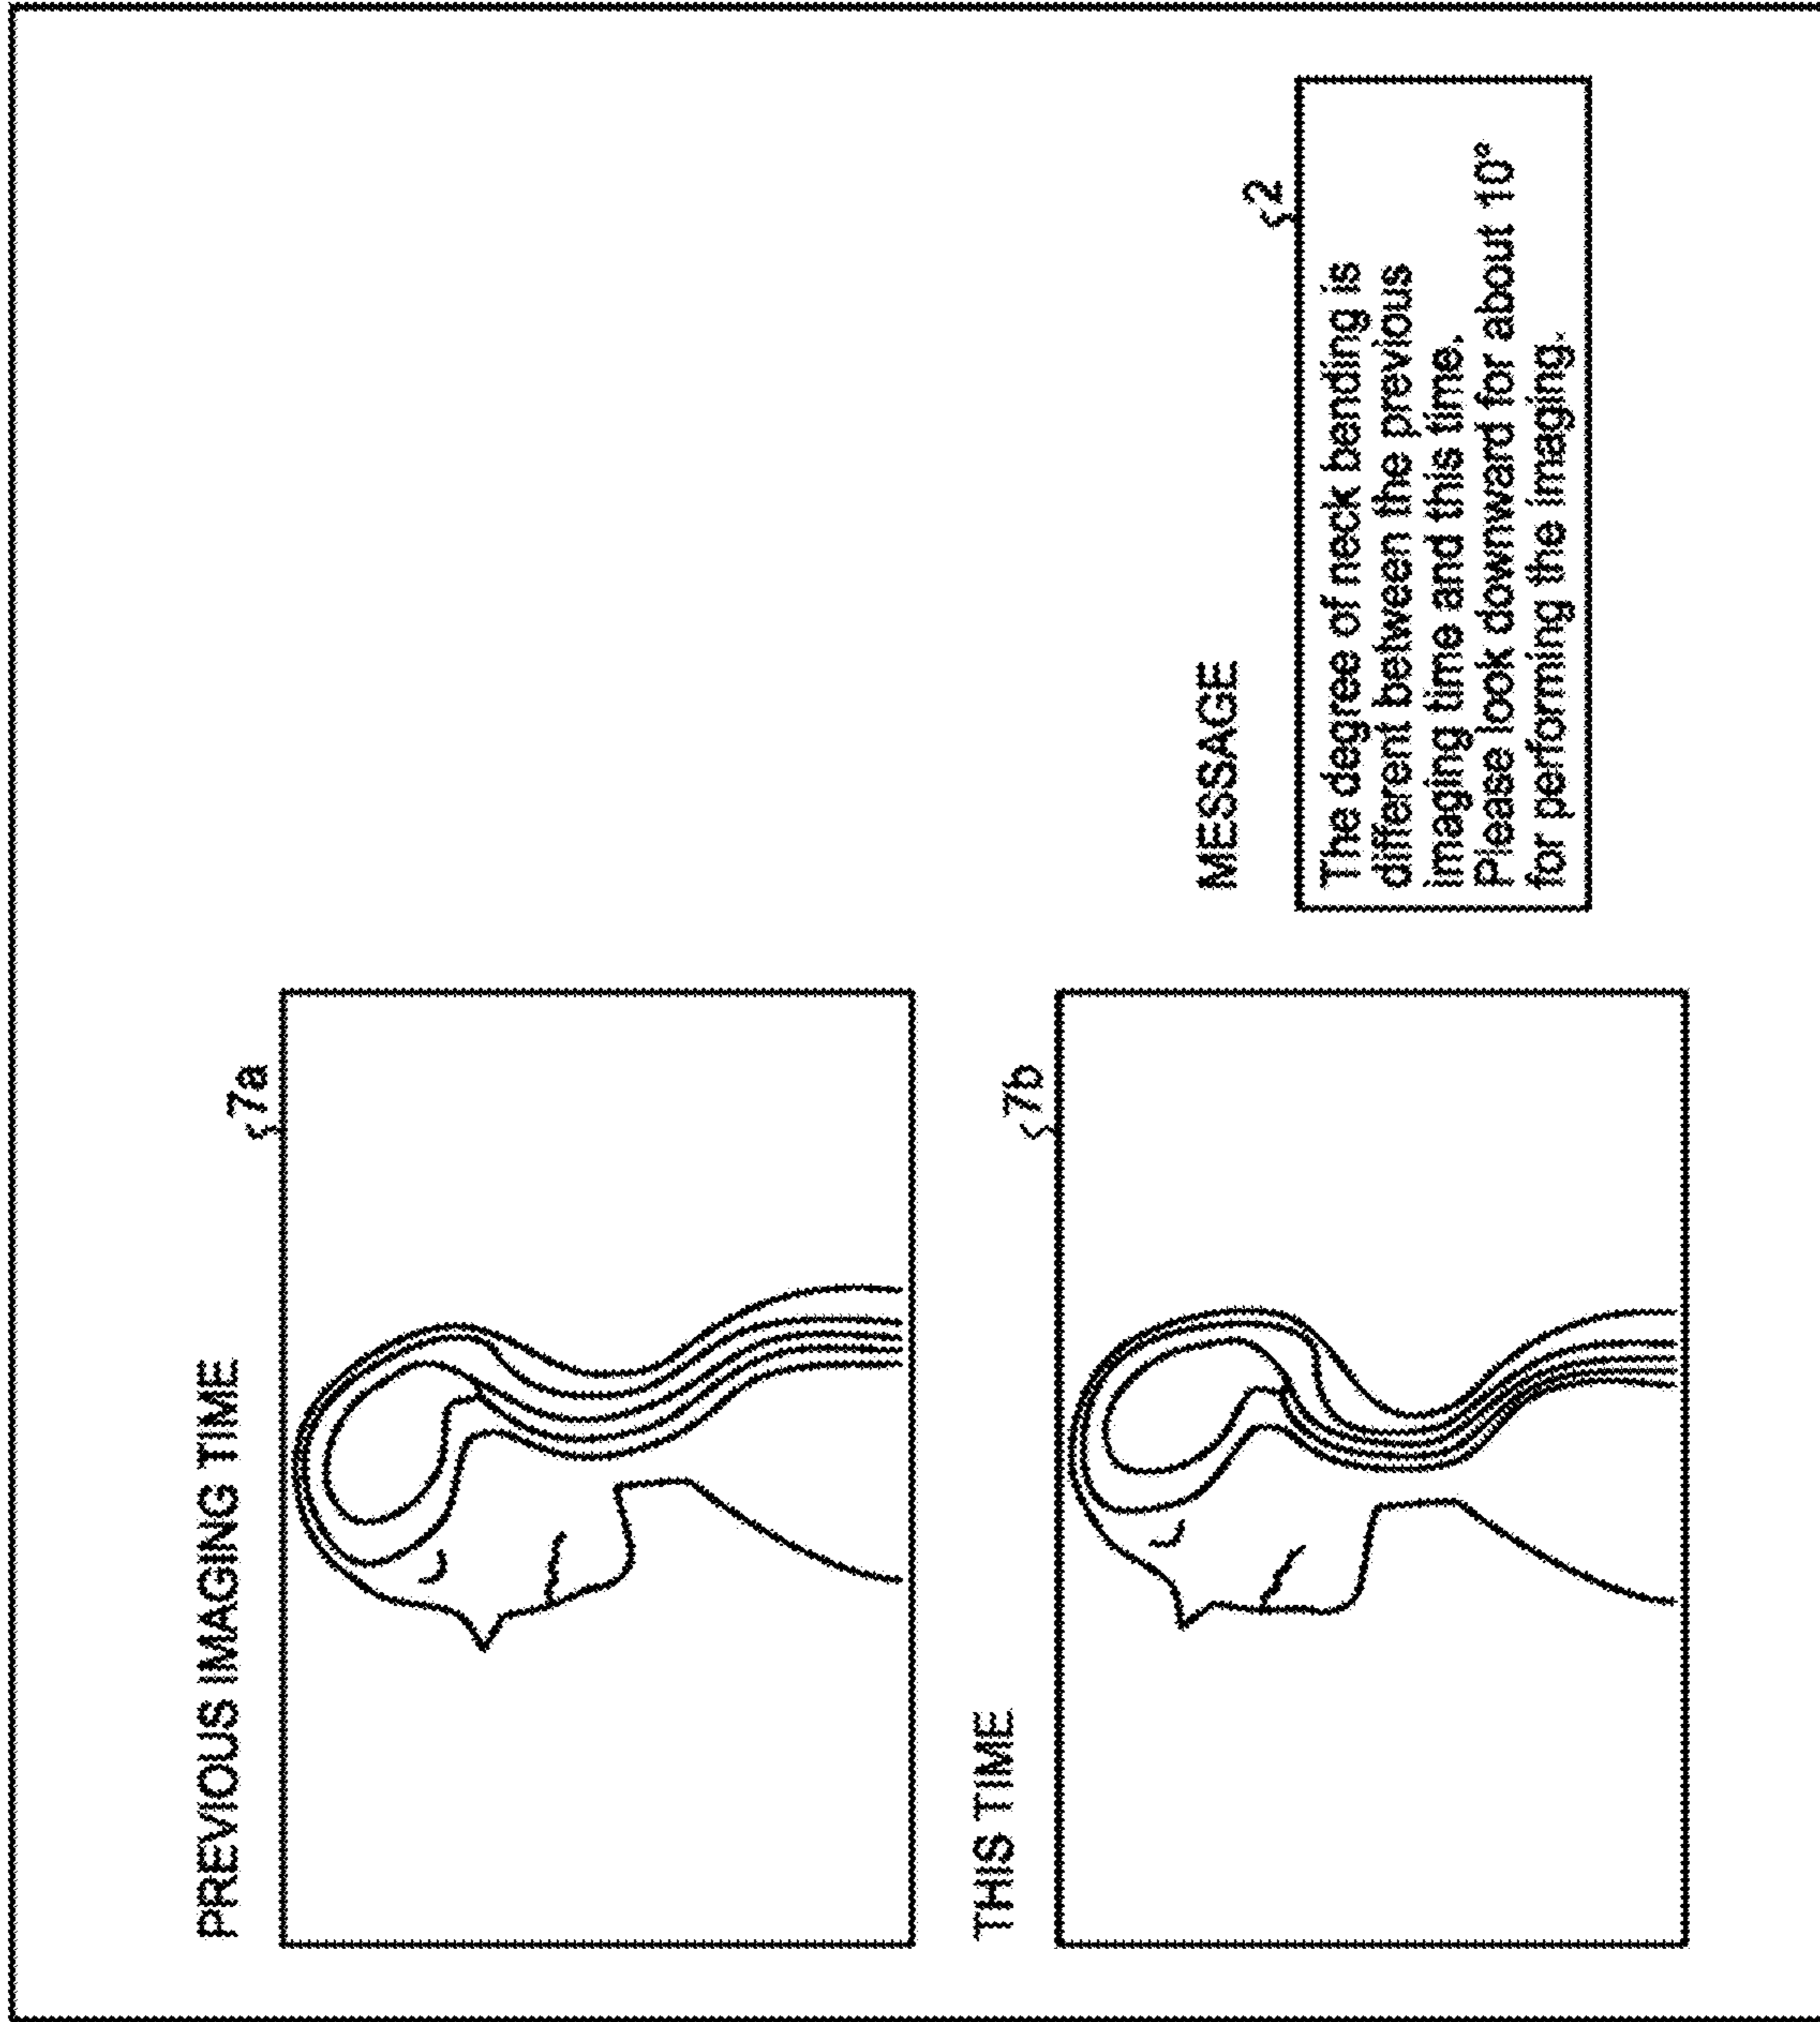 PREVIOUS IMAGING TIME
7a
THIS TIME
7b
MESSAGE
2
The degree of neck bending is
different between the previous
imaging time and this time.
Please look downward for about 10°
for performing the imaging.